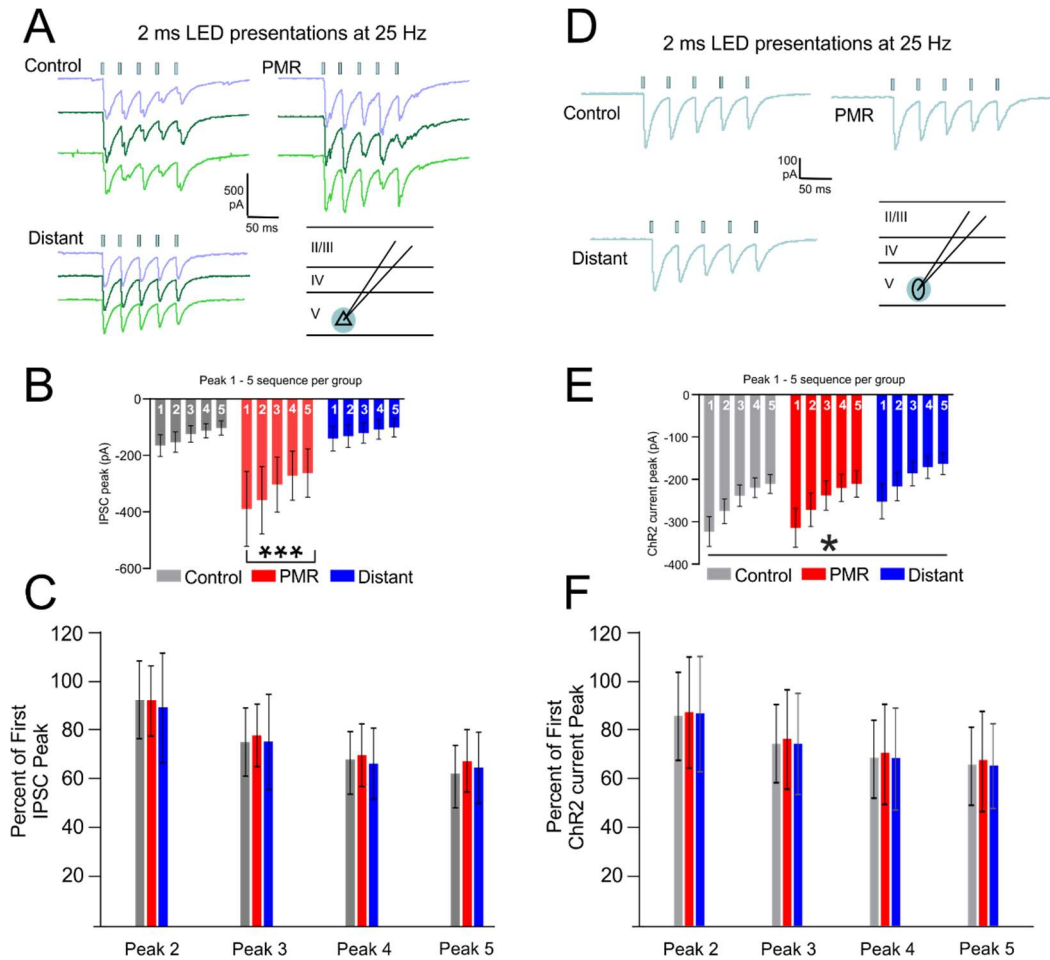 A
2 ms LED presentations at 25 Hz
Control
PMR
500
pA
50 ms
Distant
II/III
IV
V
D
2 ms LED presentations at 25 Hz
Control
PMR
100
pA
50 ms
Distant
II/III
IV
V
B
Peak 1 - 5 sequence per group
0
-200
-400
-600
IPSC peak (pA)
1 2 3 4 5
1 2 3 4 5
1 2 3 4 5
***
Control PMR Distant
E
Peak 1 - 5 sequence per group
0
-100
-200
-300
-400
ChR2 current peak (pA)
1 2 3 4 5
1 2 3 4 5
1 2 3 4 5
*
Control PMR Distant
C
120
100
80
60
40
20
Percent of First
IPSC Peak
Peak 2 Peak 3 Peak 4 Peak 5
F
120
100
80
60
40
20
Percent of First
ChR2 current Peak
Peak 2 Peak 3 Peak 4 Peak 5